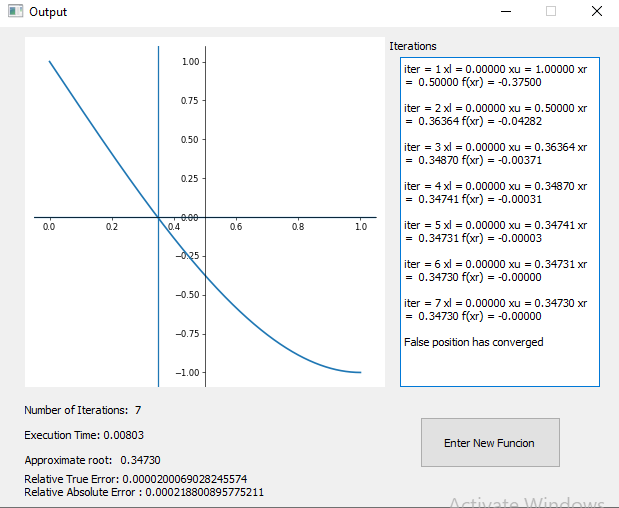 Output
Iterations
iter = 1 xl = 0.00000 xu = 1.00000 xr
= 0.50000 f(xr) = -0.37500
iter = 2 xl = 0.00000 xu = 0.50000 xr
= 0.36364 f(xr) = -0.04282
iter = 3 xl = 0.00000 xu = 0.36364 xr
= 0.34870 f(xr) = -0.00371
iter = 4 xl = 0.00000 xu = 0.34870 xr
= 0.34741 f(xr) = -0.00031
iter = 5 xl = 0.00000 xu = 0.34741 xr
= 0.34731 f(xr) = -0.00003
iter = 6 xl = 0.00000 xu = 0.34731 xr
= 0.34730 f(xr) = -0.00000
iter = 7 xl = 0.00000 xu = 0.34730 xr
= 0.34730 f(xr) = -0.00000
False position has converged
1.00
0.75
0.50
0.25
0.00
−0.25
−0.50
−0.75
−1.00
0.0 0.2 0.4 0.6 0.8 1.0
Number of Iterations: 7
Execution Time: 0.00803
Approximate root: 0.34730
Relative True Error: 0.0000200069028245574
Relative Absolute Error : 0.000218800895775211
Enter New Funcion
Activate Windows